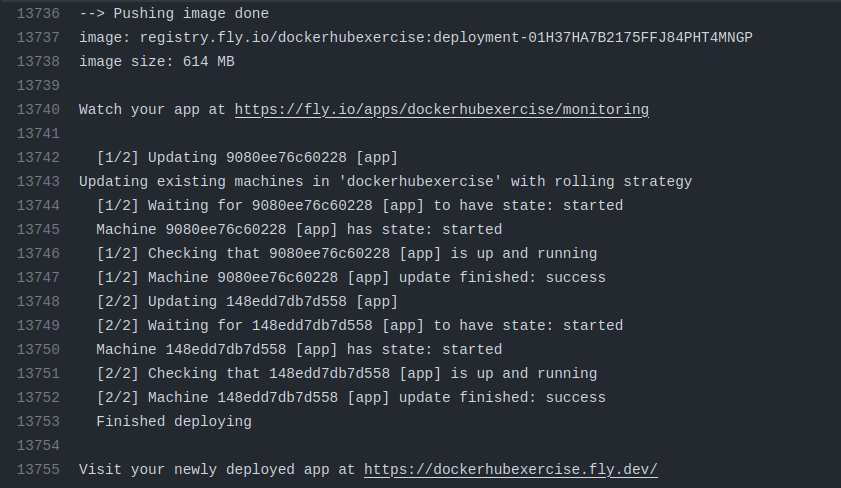 13736 --> Pushing image done
13737 image: registry.fly.io/dockerhubexercise:deployment-01H37HA7B2175FFJ84PHT4MNGP
13738 image size: 614 MB
13739
13740 Watch your app at https://fly.io/apps/dockerhubexercise/monitoring
13741
13742 [1/2] Updating 9080ee76c60228 [app]
13743 Updating existing machines in 'dockerhubexercise' with rolling strategy
13744 [1/2] Waiting for 9080ee76c60228 [app] to have state: started
13745 Machine 9080ee76c60228 [app] has state: started
13746 [1/2] Checking that 9080ee76c60228 [app] is up and running
13747 [1/2] Machine 9080ee76c60228 [app] update finished: success
13748 [2/2] Updating 148edd7db7d558 [app]
13749 [2/2] Waiting for 148edd7db7d558 [app] to have state: started
13750 Machine 148edd7db7d558 [app] has state: started
13751 [2/2] Checking that 148edd7db7d558 [app] is up and running
13752 [2/2] Machine 148edd7db7d558 [app] update finished: success
13753 Finished deploying
13754
13755 Visit your newly deployed app at https://dockerhubexercise.fly.dev/